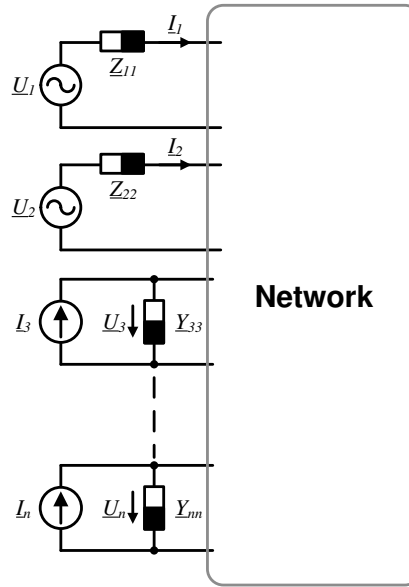 I1
Z11
U1
I2
Z22
U2
Network
I3
U3
Y33
In
Un
Ynn